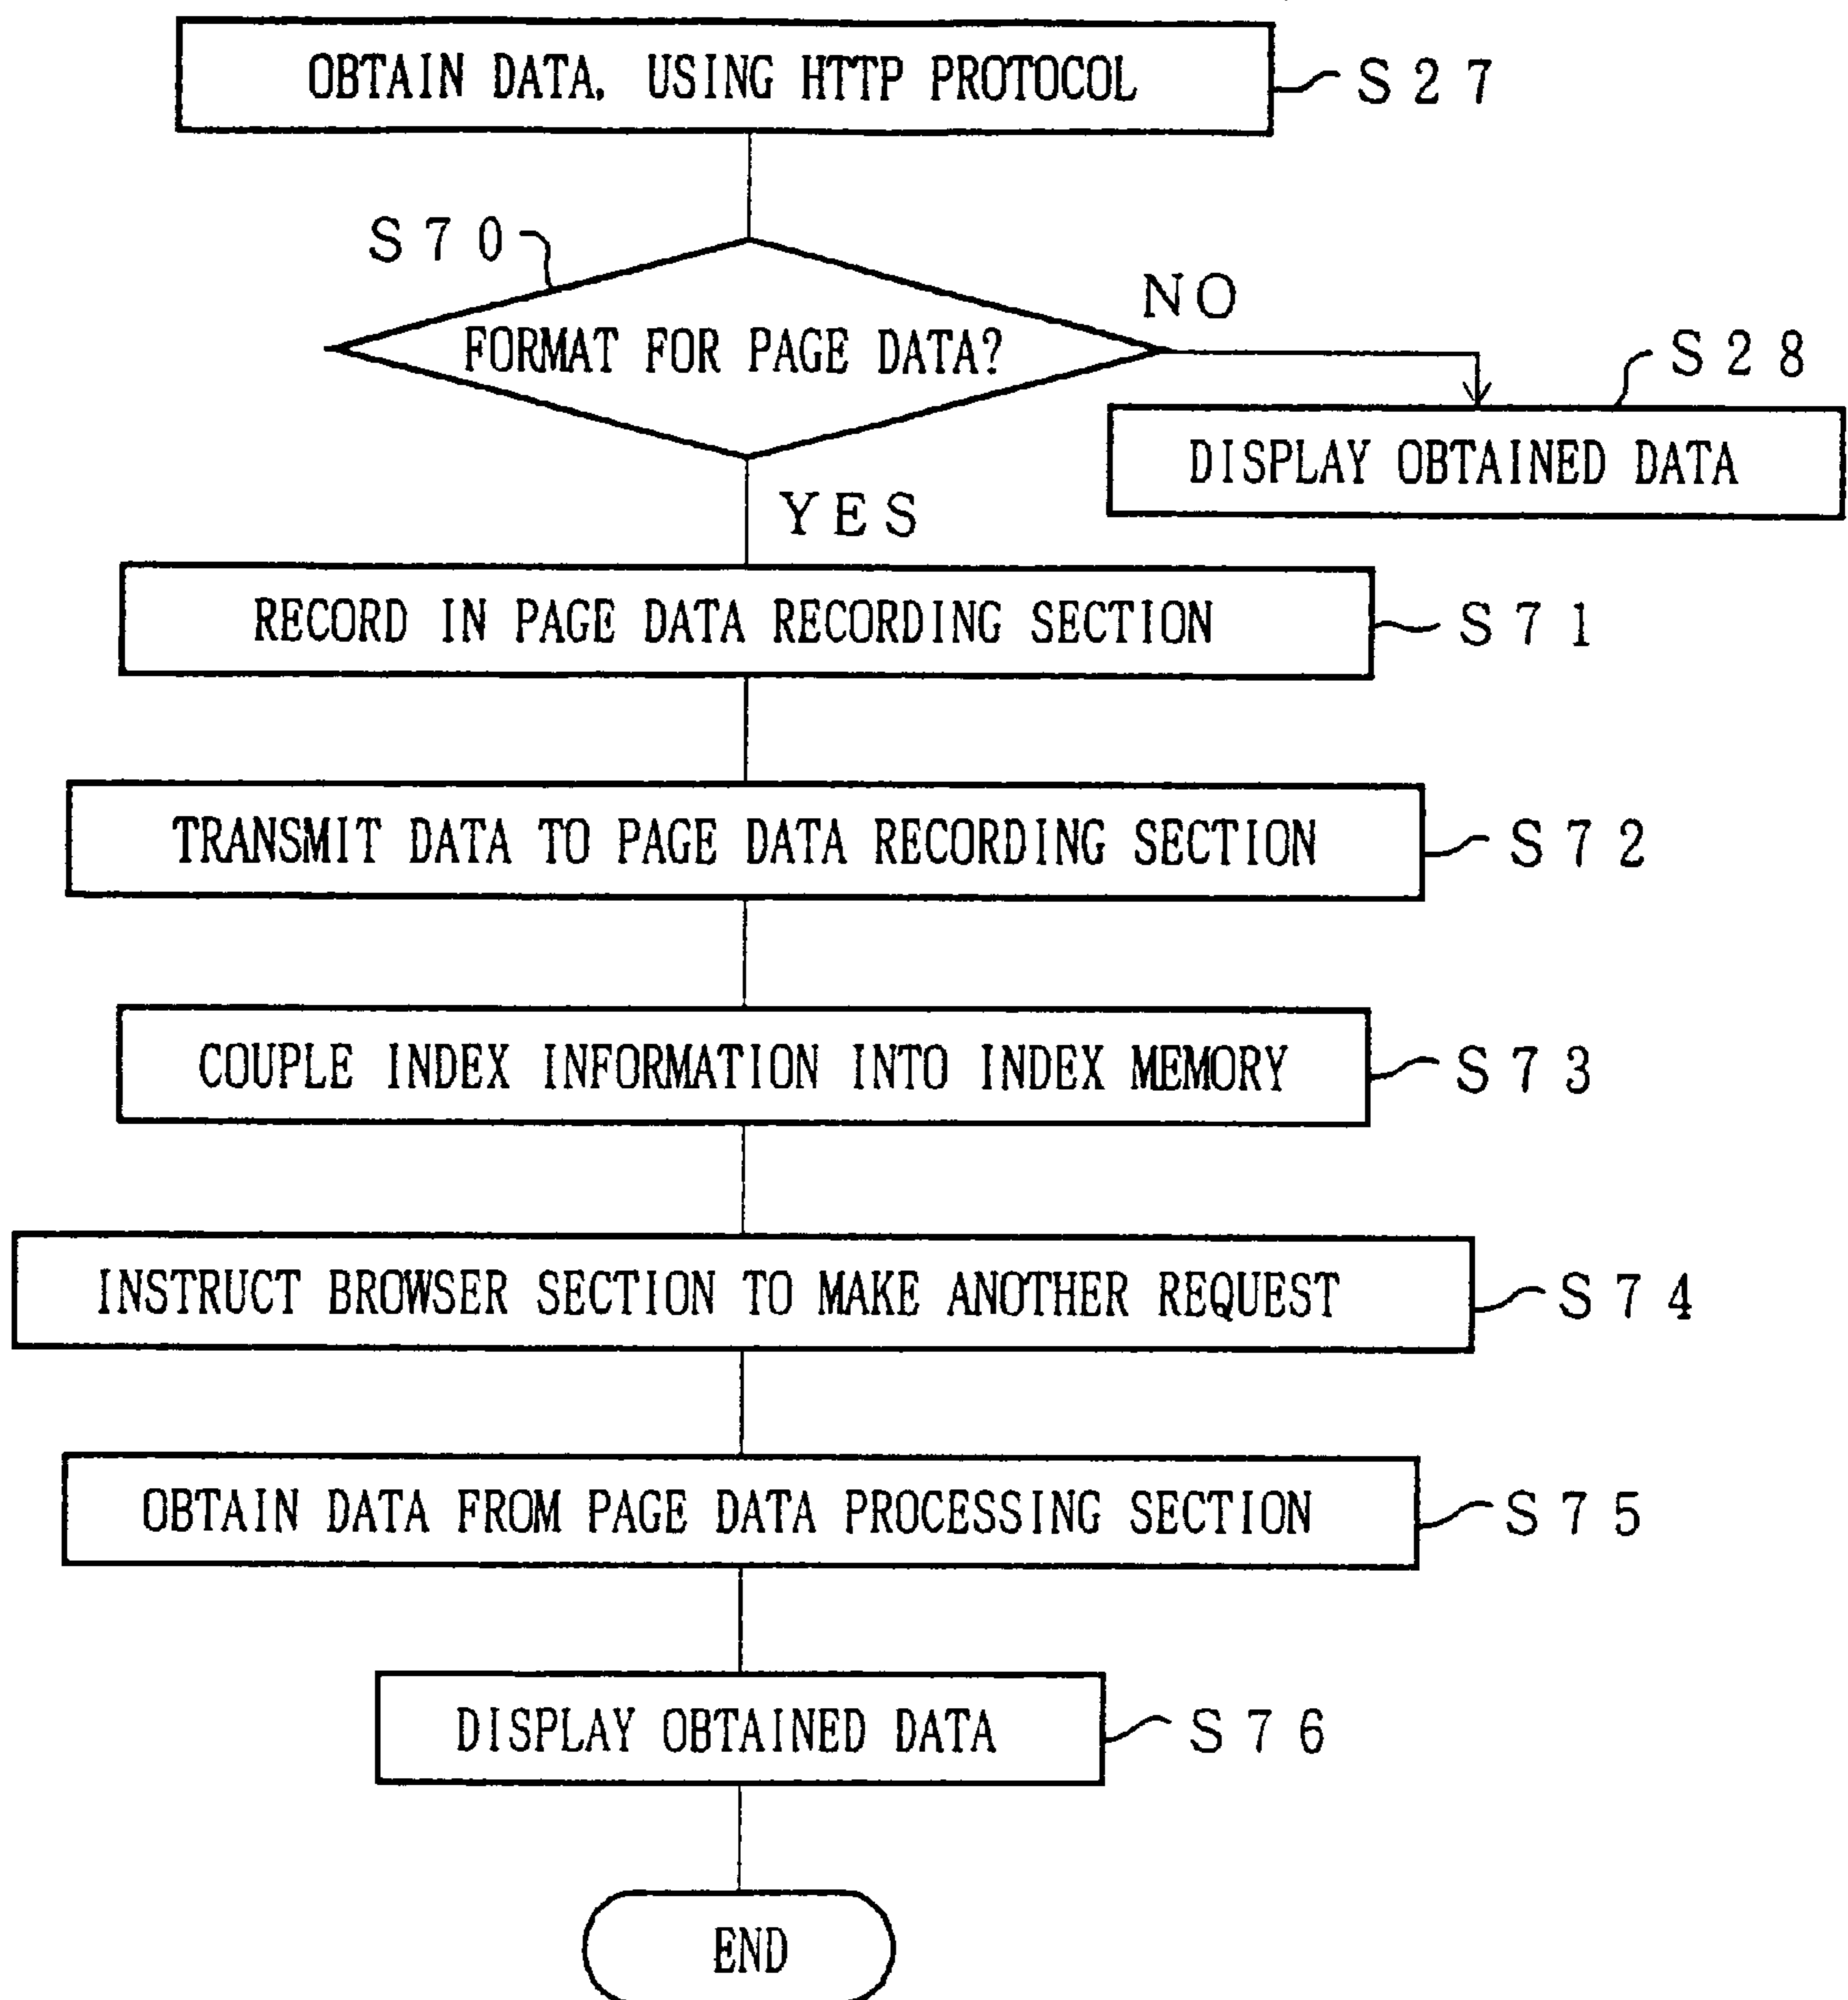 OBTAIN DATA, USING HTTP PROTOCOL
S27
S70
FORMAT FOR PAGE DATA?
NO
S28
DISPLAY OBTAINED DATA
YES
RECORD IN PAGE DATA RECORDING SECTION
S71
TRANSMIT DATA TO PAGE DATA RECORDING SECTION
S72
COUPLE INDEX INFORMATION INTO INDEX MEMORY
S73
INSTRUCT BROWSER SECTION TO MAKE ANOTHER REQUEST
S74
OBTAIN DATA FROM PAGE DATA PROCESSING SECTION
S75
DISPLAY OBTAINED DATA
S76
END